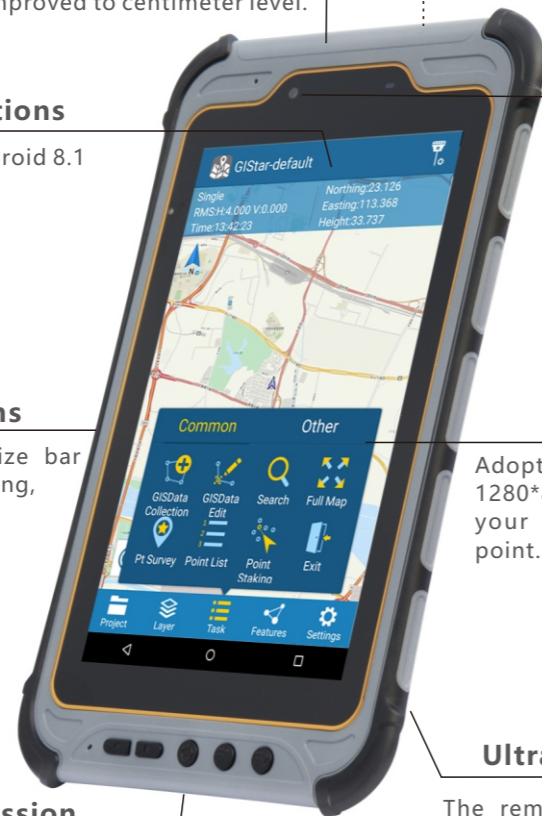 mproved to centimeter level.
tions
roid 8.1
GIStar-default
Single
RMS:H:4.000 V:0.000
Time:13:42:23
Northing:23.126
Easting:113.368
Height:33.737
N
ns
ize bar
ng,
Common
Other
GISData
Collection
GISData
Edit
Search
Full Map
Pt Survey
Point List
Point
Staking
Exit
Project
Layer
Task
Features
Settings
Adopt
1280*
your
point.
Ultra
The rem
ssion